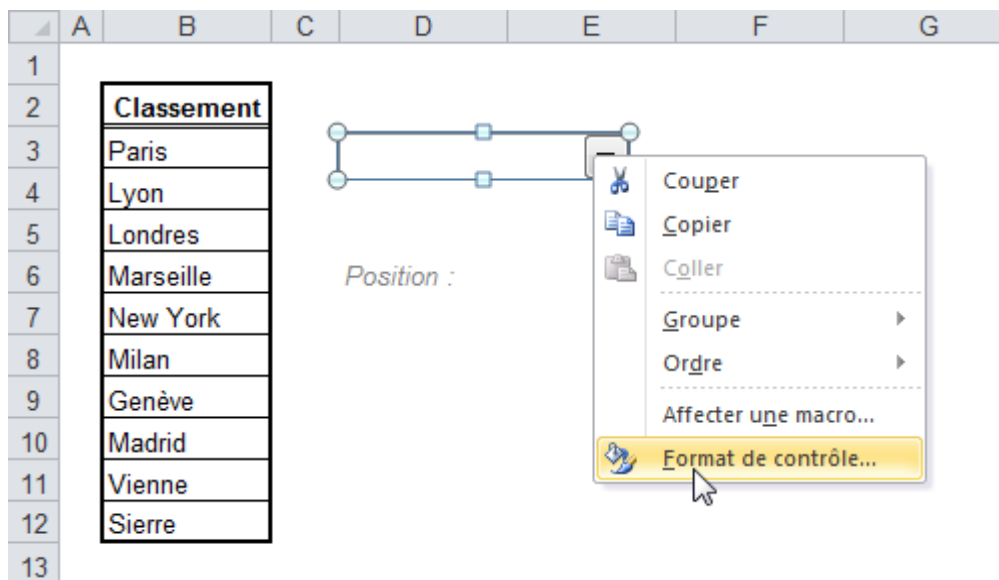 A B C D E F G
1
2 Classement
3 Paris
4 Lyon
5 Londres
6 Marseille Position :
7 New York
8 Milan
9 Genève
10 Madrid
11 Vienne
12 Sierre
13
Couper
Copier
Coller
Groupe
Ordre
Affecter une macro...
Format de contrôle...